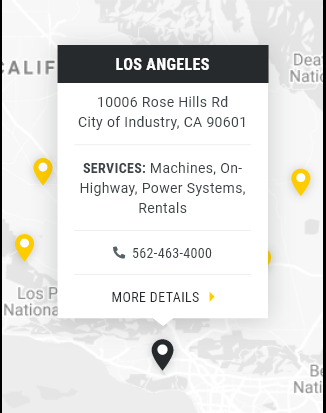 LOS ANGELES
CALIF
Dea
Natio
10006 Rose Hills Rd
City of Industry, CA 90601
SERVICES: Machines, On-
Highway, Power Systems,
Rentals
562-463-4000
Los P
Nationa
MORE DETAILS
Be
Natio